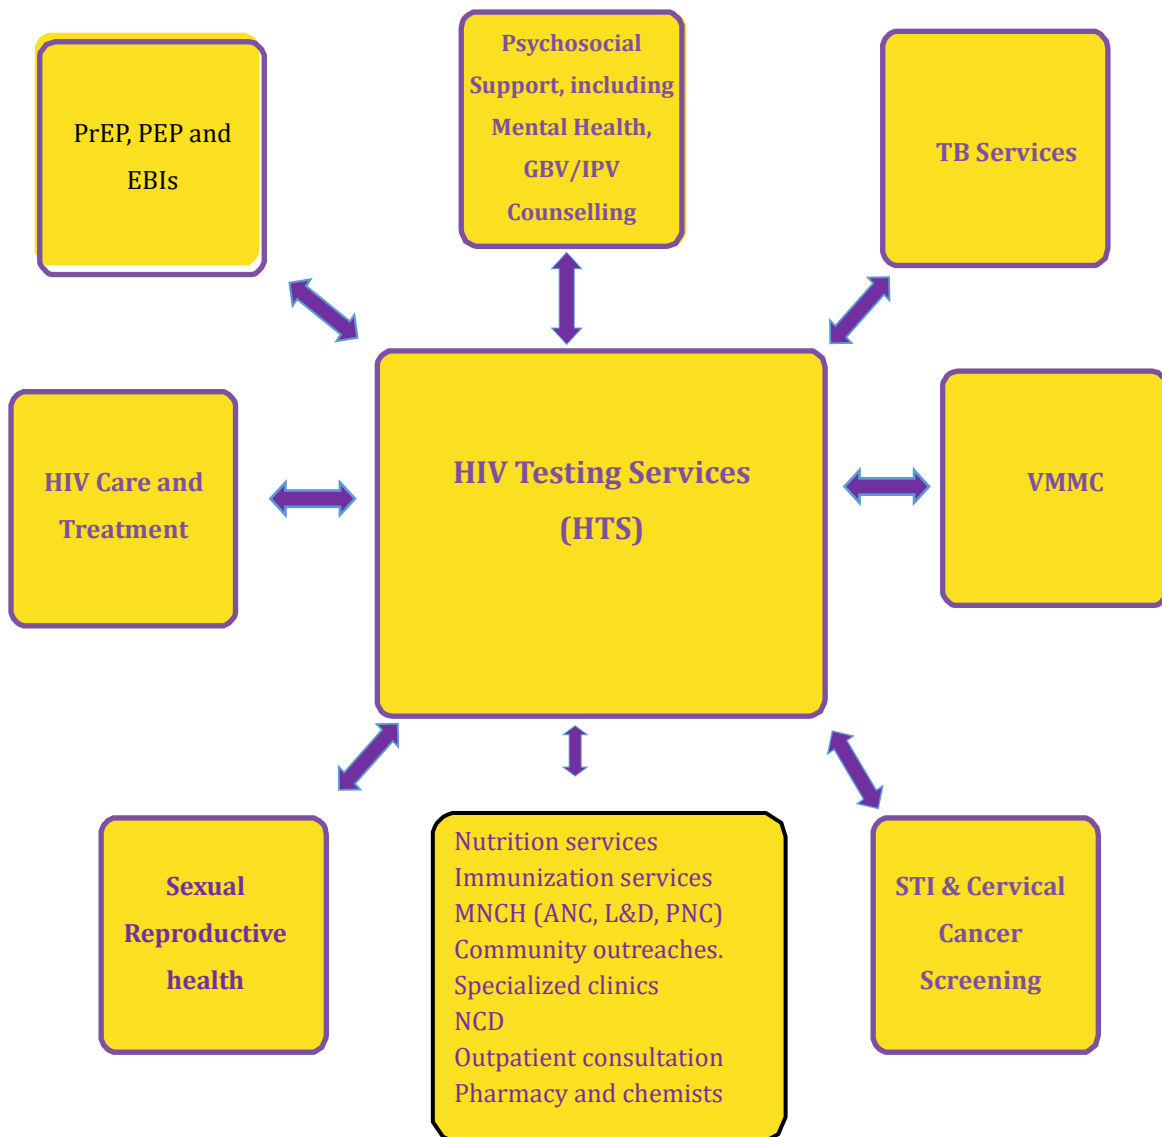 PrEP, PEP and
EBIs
Psychosocial
Support, including
Mental Health,
GBV/IPV
Counselling
TB Services
HIV Care and
Treatment
HIV Testing Services
(HTS)
VMMC
Sexual
Reproductive
health
Nutrition services
Immunization services
MNCH (ANC, L&D, PNC)
Community outreaches.
Specialized clinics
NCD
Outpatient consultation
Pharmacy and chemists
STI & Cervical
Cancer
Screening